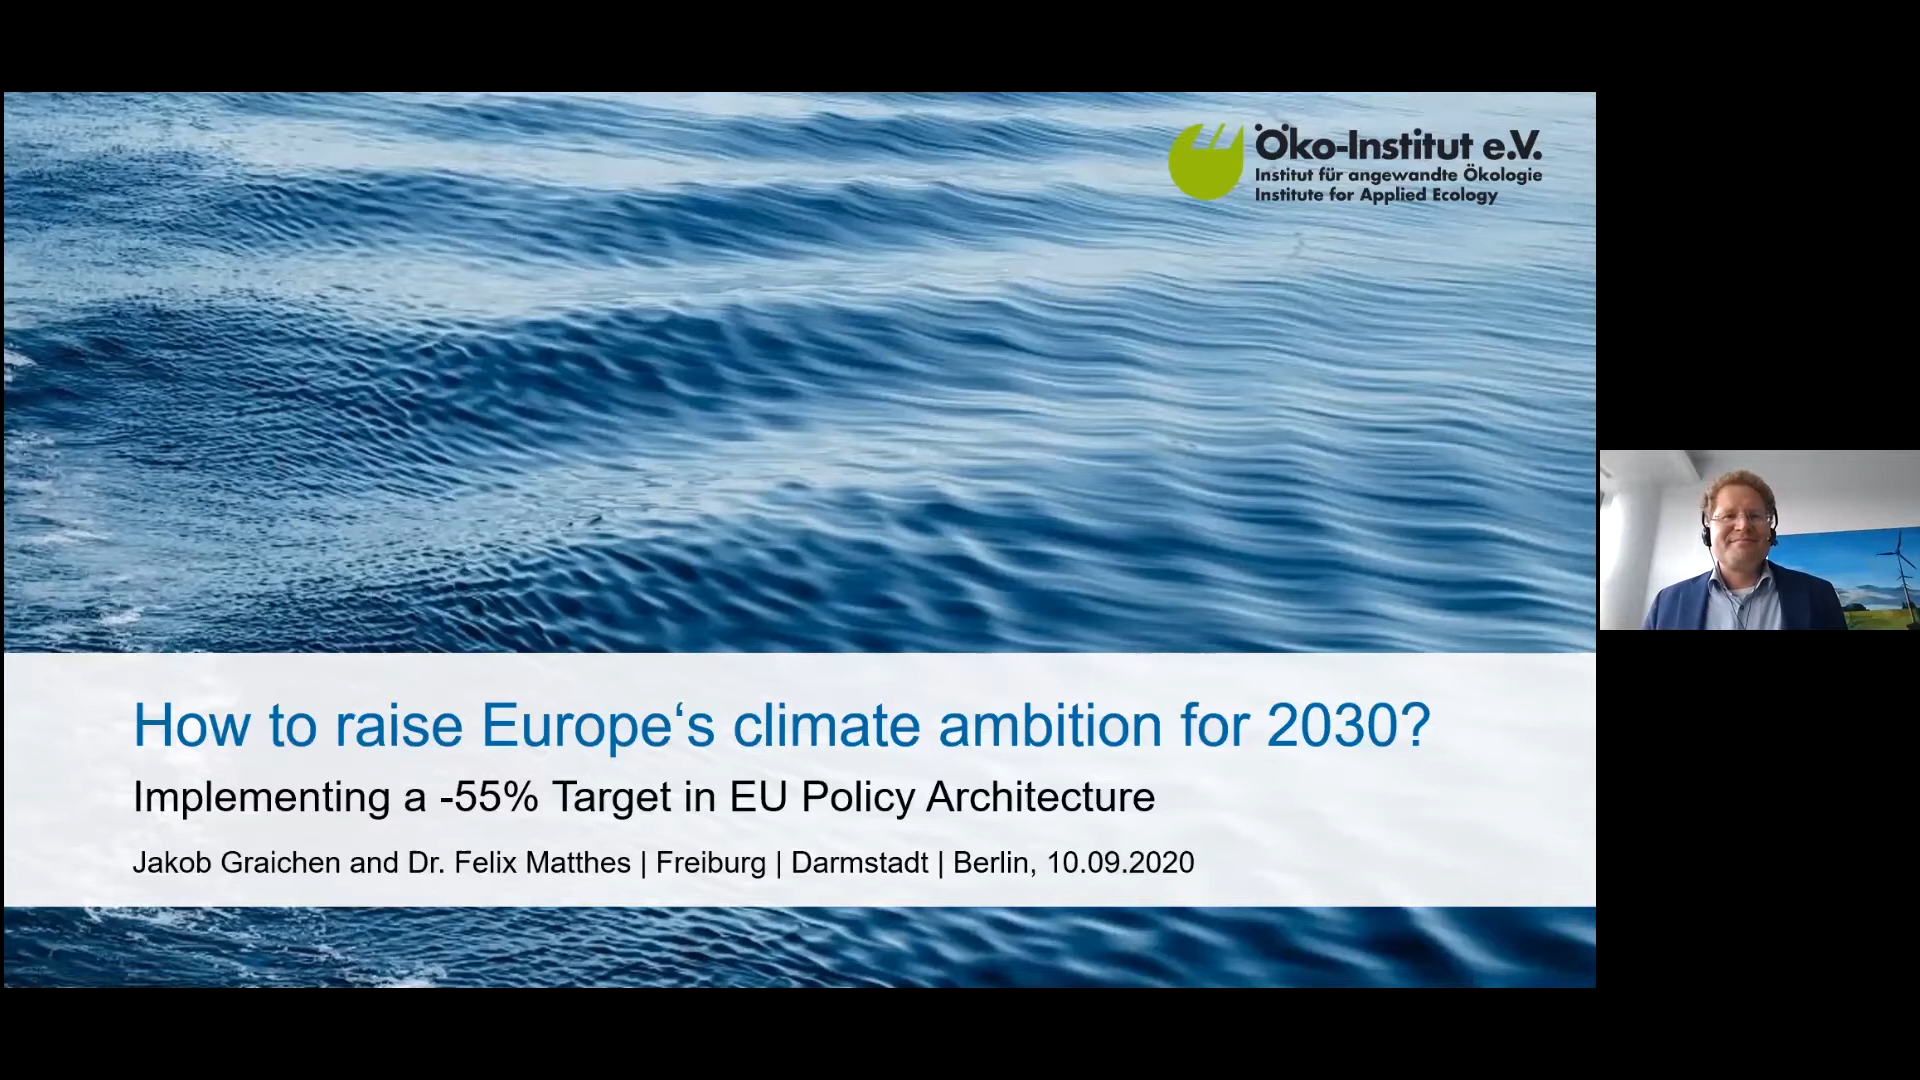 Öko-Institut e.V.
Institut für angewandte Ökologie
Institute for Applied Ecology
How to raise Europe‘s climate ambition for 2030?
Implementing a -55% Target in EU Policy Architecture
Jakob Graichen and Dr. Felix Matthes | Freiburg | Darmstadt | Berlin, 10.09.2020